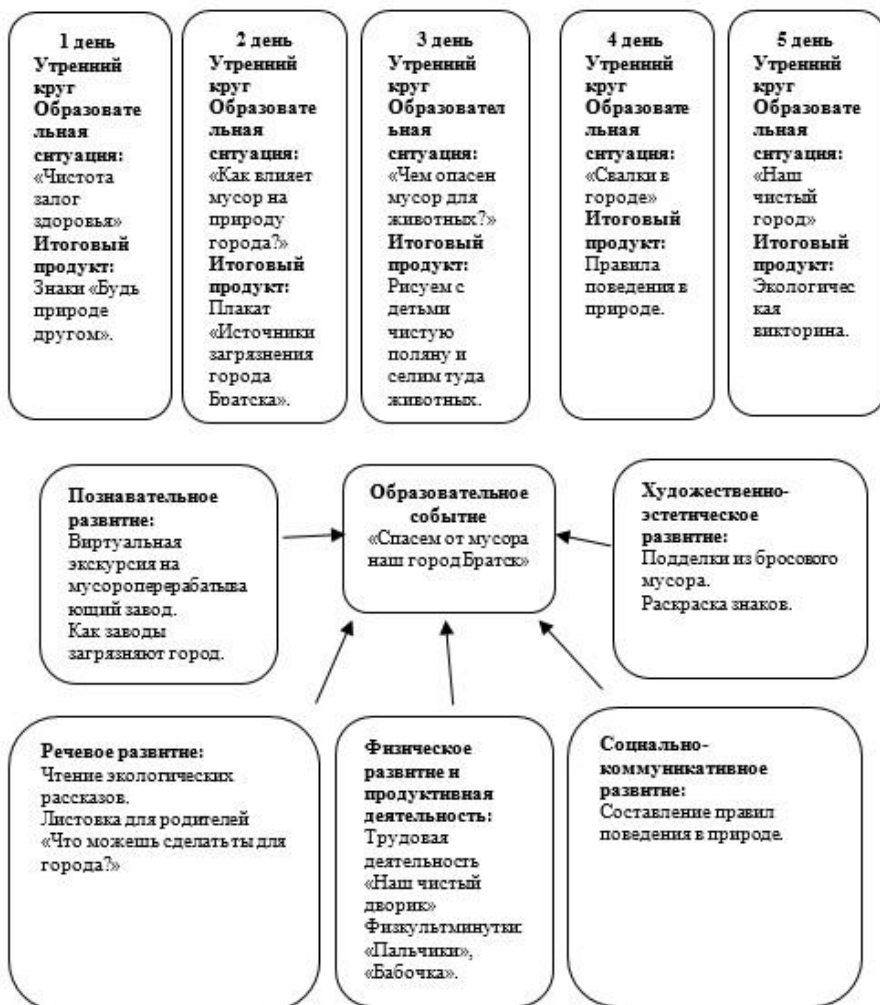 1 день
Утренний
круг
Образовате
льная
ситуация:
«Чистота
залог
здоровья»
Итоговый
продукт:
Знаки «Будь
природе
другом».
2 день
Утренний
круг
Образовате
льная
ситуация:
«Как влияет
мусор на
природу
города?»
Итоговый
продукт:
Плакат
«Источники
загрязнения
города
Братска».
3 день
Утренний
круг
Образовател
ьная
ситуация:
«Чем опасен
мусор для
животных?»
Итоговый
продукт:
Рисуем с
детьми
чистую
поляну и
селим туда
животных.
4 день
Утренний
круг
Образовате
льная
ситуация:
«Свалки в
городе»
Итоговый
продукт:
Правила
поведения в
природе.
5 день
Утренний
круг
Образовате
льная
ситуация:
«Наш
чистый
город»
Итоговый
продукт:
Экологичес
кая
викторина.
Познавательное
развитие:
Виртуальная
экскурсия на
мусороперерабатыва
ющий завод.
Как заводы
загрязняют город.
Образовательное
событие
«Спасем от мусора
наш город Братск»
Художественно-
эстетическое
развитие:
Подделки из бросового
мусора.
Раскраска знаков.
Речевое развитие:
Чтение экологических
рассказов.
Листовка для родителей
«Что можешь сделать ты для
города?»
Физическое
развитие и
продуктивная
деятельность:
Трудовая
деятельность
«Наш чистый
дворик»
Физкультминутки:
«Пальчики»,
«Бабочка».
Социально-
коммуникативное
развитие:
Составление правил
поведения в природе.